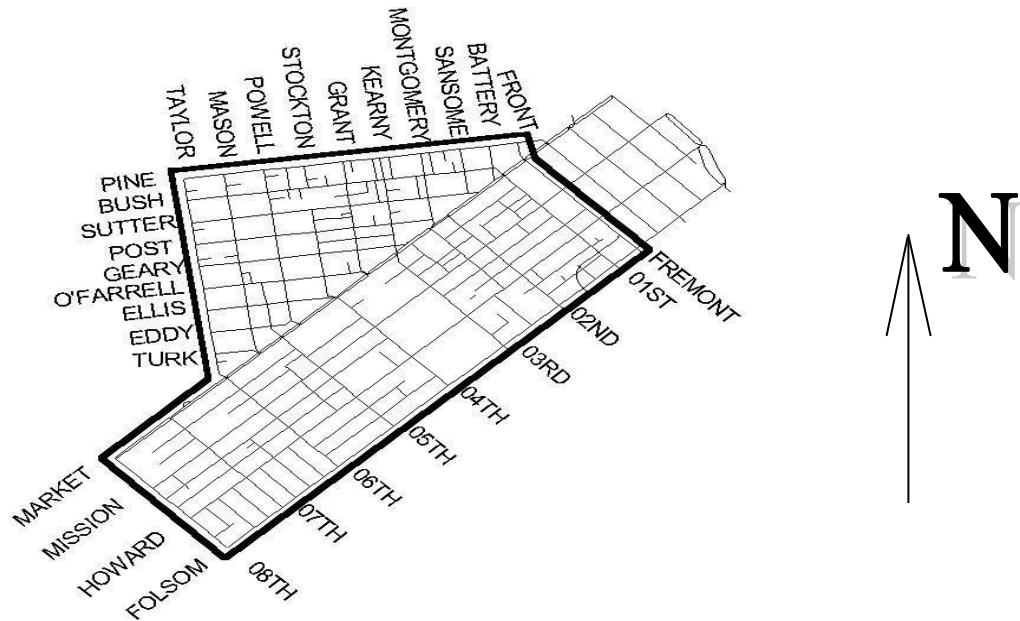 TAYLOR
MASON
POWELL
STOCKTON
GRANT
KEARNY
MONTGOMERY
SANSOME
BATTERY
FRONT
PINE
BUSH
SUTTER
POST
GEARY
O'FARRELL
ELLIS
EDDY
TURK
MARKET
MISSION
HOWARD
FOLSOM
08TH
07TH
06TH
05TH
04TH
03RD
02ND
01ST
FREMONT
N